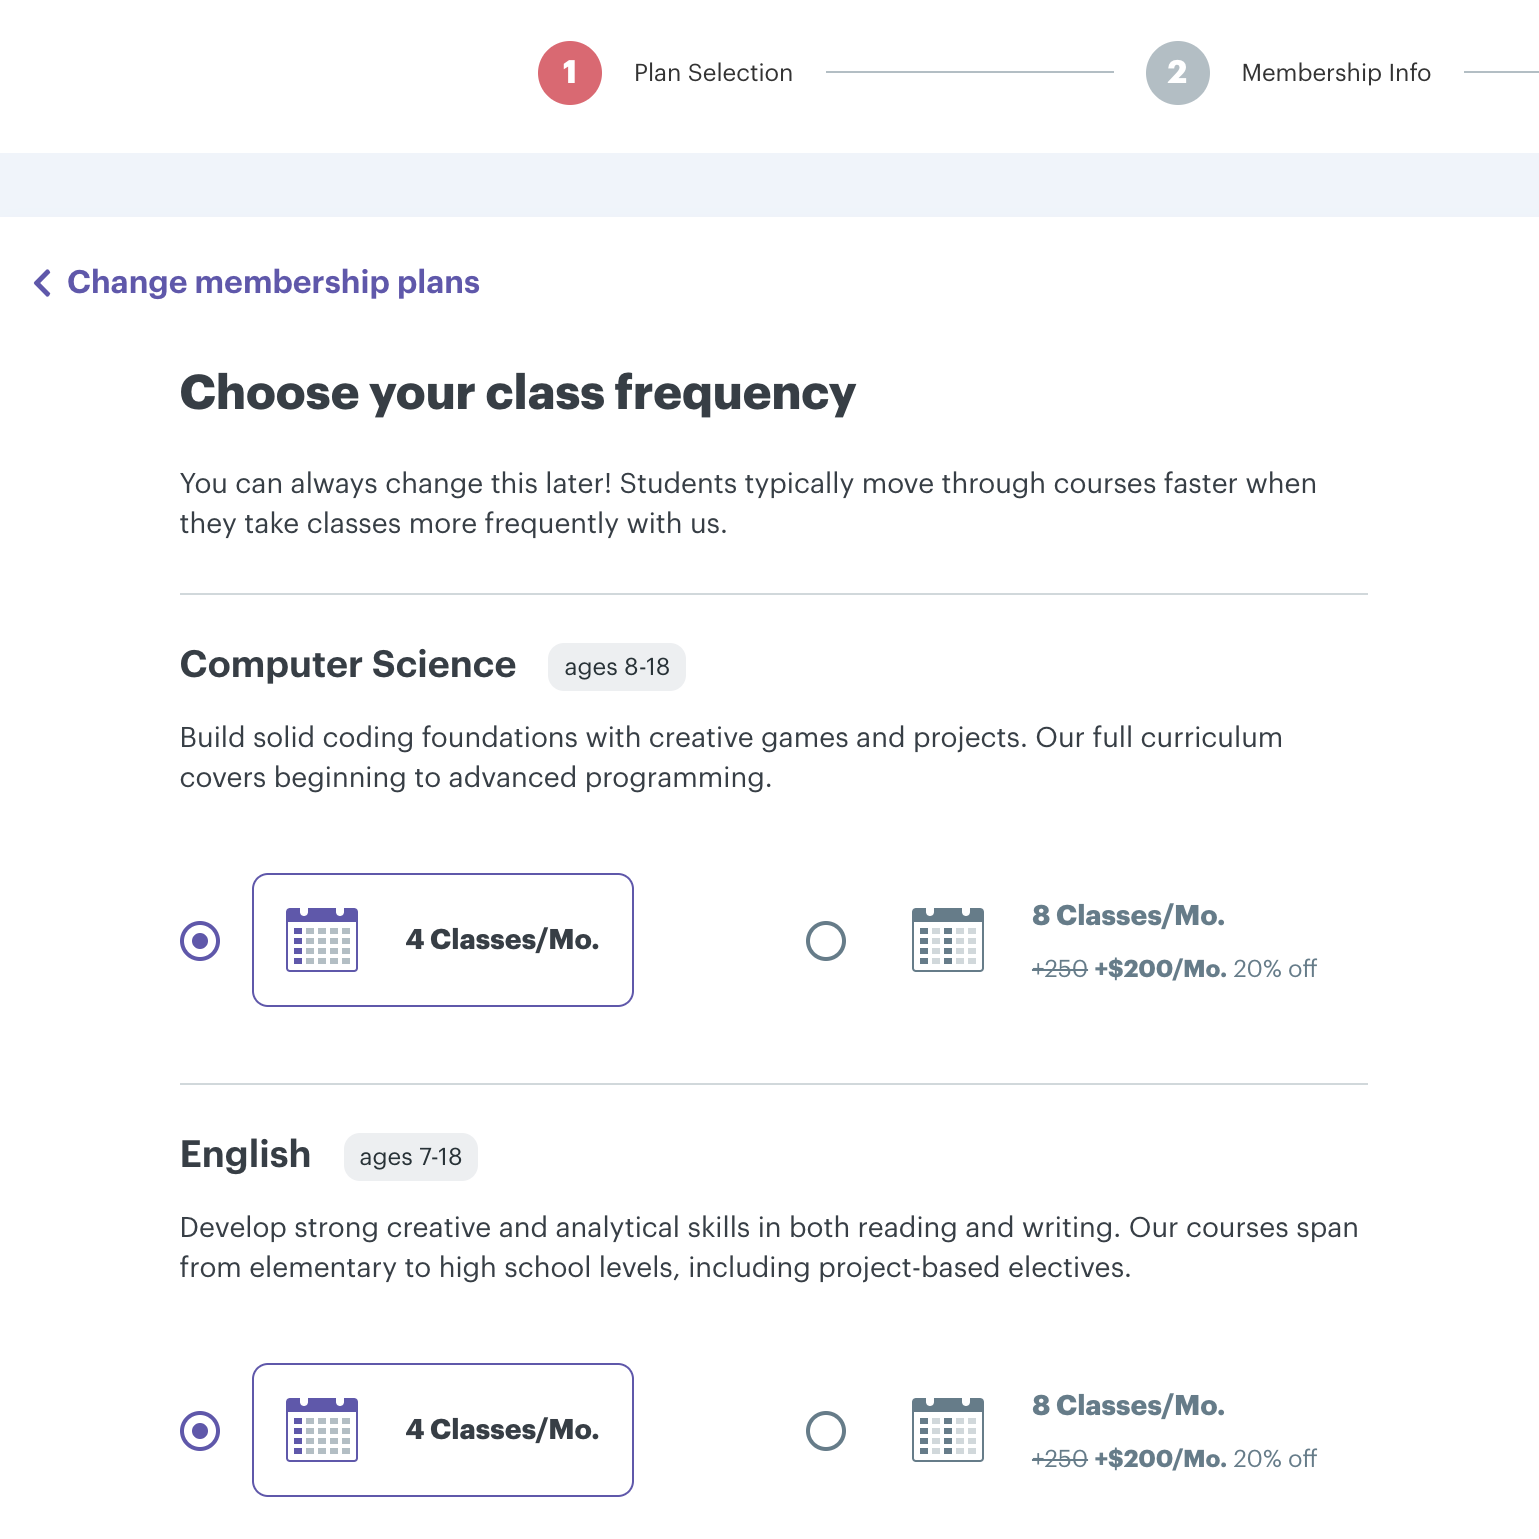 1 Plan Selection 2 Membership Info
Change membership plans
Choose your class frequency
You can always change this later! Students typically move through courses faster when
they take classes more frequently with us.
Computer Science ages 8-18
Build solid coding foundations with creative games and projects. Our full curriculum
covers beginning to advanced programming.
4 Classes/Mo.
8 Classes/Mo.
+250 +$200/Mo. 20% off
English ages 7-18
Develop strong creative and analytical skills in both reading and writing. Our courses span
from elementary to high school levels, including project-based electives.
4 Classes/Mo.
8 Classes/Mo.
+250 +$200/Mo. 20% off